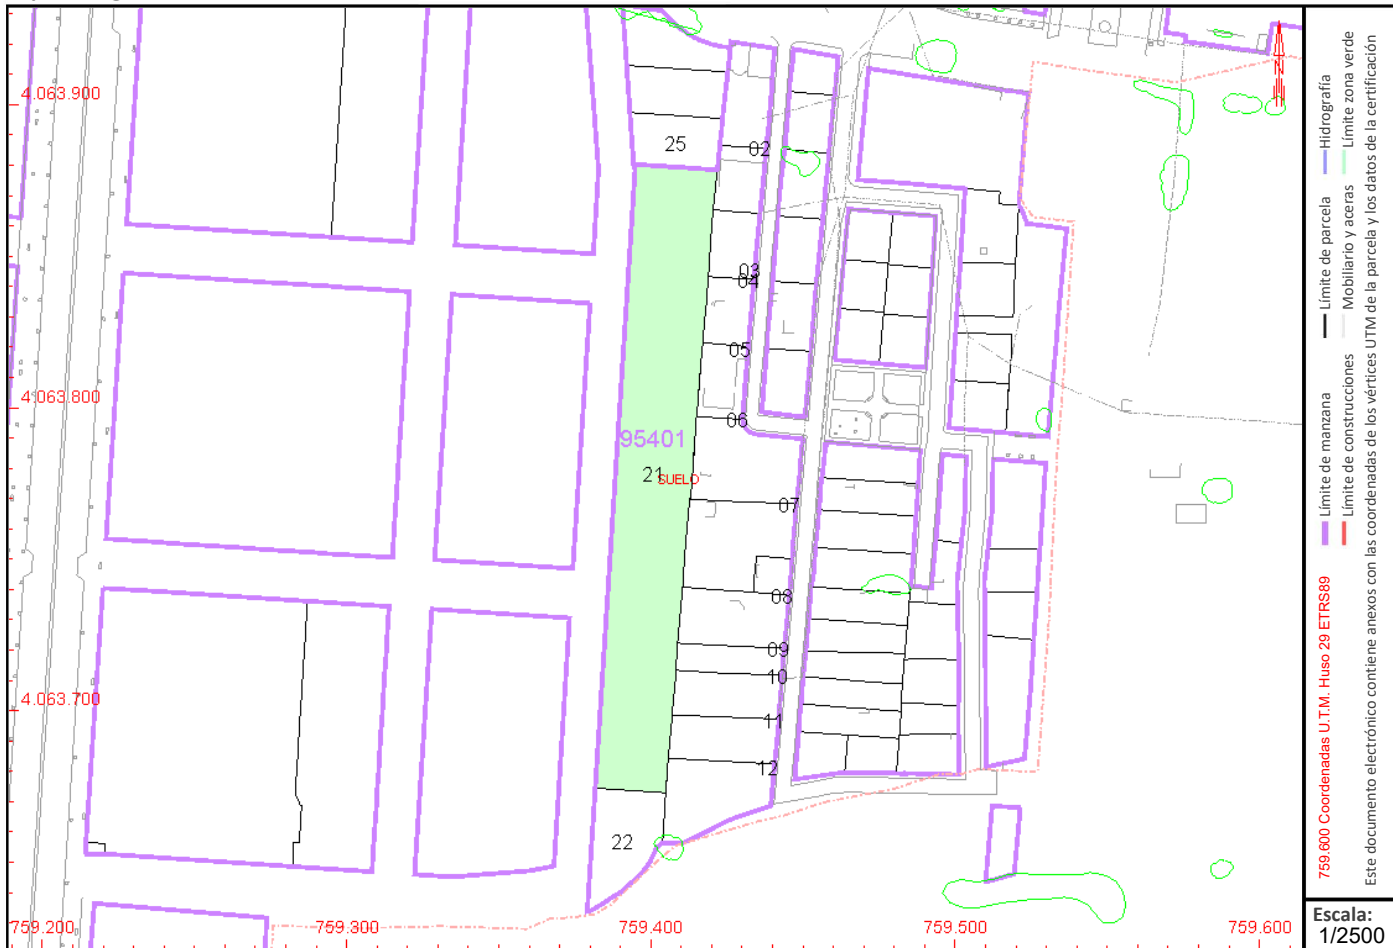 4.063.900
25
02
03
04
05
4.063.800
06
95401
21
SUELO
07
08
09
10
4.063.700
11
12
22
759.200
759.300
759.400
759.500
759.600
N
Límite de manzana
Límite de parcela
Hidrografía
Límite de construcciones
Mobiliario y aceras
Límite zona verde
759.600 Coordenadas U.T.M. Huso 29 ETRS89
Este documento electrónico contiene anexos con las coordenadas de los vértices UTM de la parcela y los datos de la certificación
Escala:
1/2500